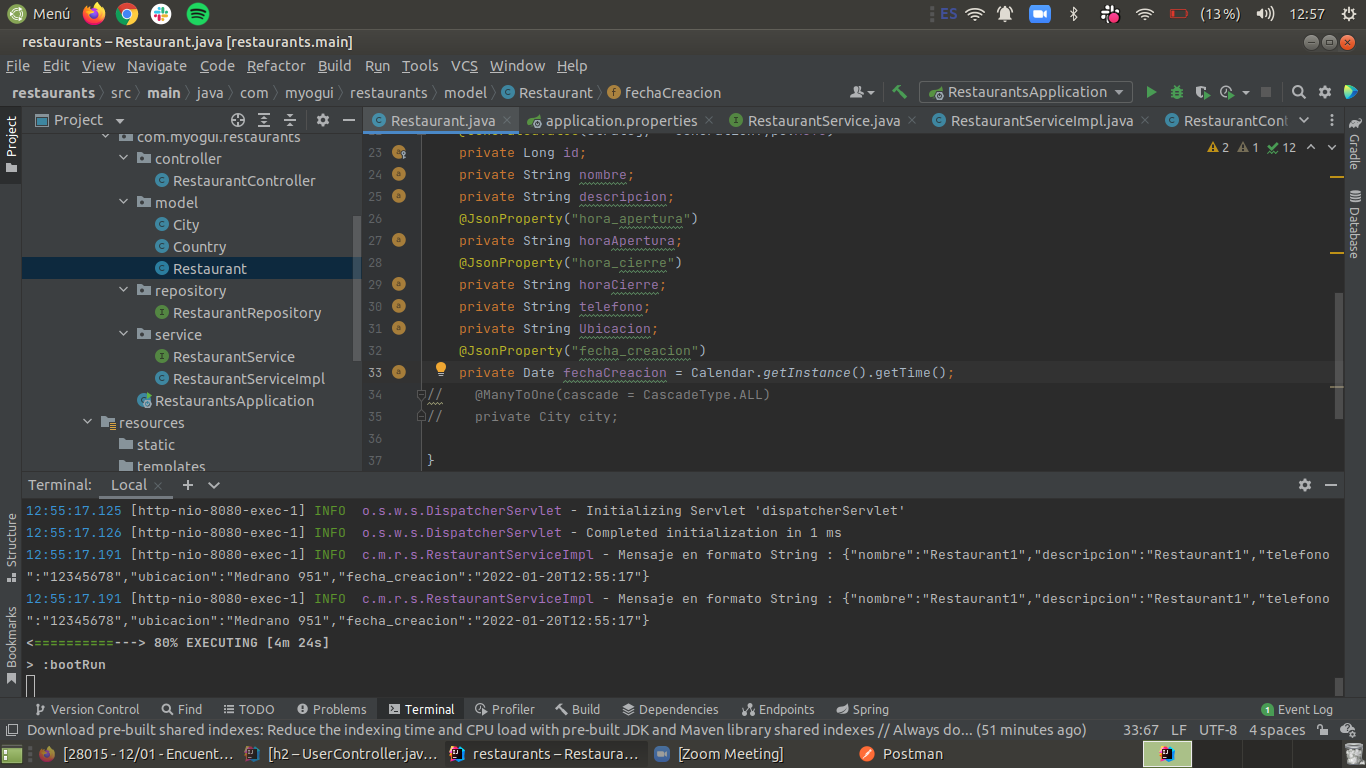 Menú
ES
(13%)
12:57
restaurants – Restaurant.java [restaurants.main]
File Edit View Navigate Code Refactor Build Run Tools VCS Window Help
restaurants src main java com myogui restaurants model Restaurant fechaCreacion
RestaurantsApplication
Project
Project
Restaurant.java application.properties RestaurantService.java RestaurantServiceImpl.java RestaurantCont
com.myogui.restaurants
controller
RestaurantController
model
City
Country
Restaurant
repository
RestaurantRepository
service
RestaurantService
RestaurantServiceImpl
RestaurantsApplication
resources
static
templates
2 1 12
23 private Long id;
24 private String nombre;
25 private String descripcion;
26 @JsonProperty("hora_apertura")
27 private String horaApertura;
28 @JsonProperty("hora_cierre")
29 private String horaCierre;
30 private String telefono;
31 private String Ubicacion;
32 @JsonProperty("fecha_creacion")
33 private Date fechaCreacion = Calendar.getInstance().getTime();
34 // @ManyToOne(cascade = CascadeType.ALL)
35 // private City city;
36
37 }
Gradle
Database
Structure
Bookmarks
Terminal: Local
12:55:17.125 [http-nio-8080-exec-1] INFO o.s.w.s.DispatcherServlet - Initializing Servlet 'dispatcherServlet'
12:55:17.126 [http-nio-8080-exec-1] INFO o.s.w.s.DispatcherServlet - Completed initialization in 1 ms
12:55:17.191 [http-nio-8080-exec-1] INFO c.m.r.s.RestaurantServiceImpl - Mensaje en formato String : {"nombre":"Restaurant1","descripcion":"Restaurant1","telefono
":"12345678","ubicacion":"Medrano 951","fecha_creacion":"2022-01-20T12:55:17"}
12:55:17.191 [http-nio-8080-exec-1] INFO c.m.r.s.RestaurantServiceImpl - Mensaje en formato String : {"nombre":"Restaurant1","descripcion":"Restaurant1","telefono
":"12345678","ubicacion":"Medrano 951","fecha_creacion":"2022-01-20T12:55:17"}
<==========---> 80% EXECUTING [4m 24s]
> :bootRun
Version Control Find TODO Problems Terminal Profiler Build Dependencies Endpoints Spring 1 Event Log
Download pre-built shared indexes: Reduce the indexing time and CPU load with pre-built JDK and Maven library shared indexes // Always do... (51 minutes ago) 33:67 LF UTF-8 4 spaces
[28015 - 12/01 - Encuent... [h2 – UserController.jav... restaurants – Restaura... [Zoom Meeting] Postman